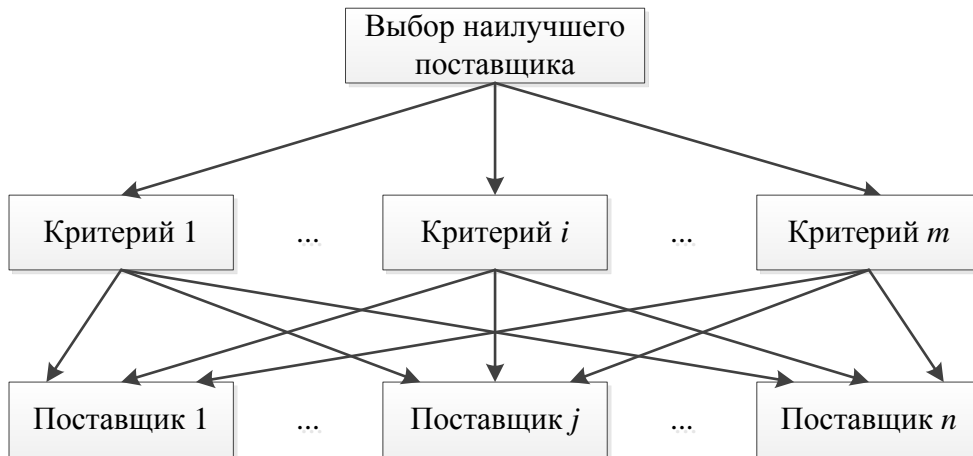 Выбор наилучшего
поставщика
Критерий 1 ... Критерий i ... Критерий m
Поставщик 1 ... Поставщик j ... Поставщик n